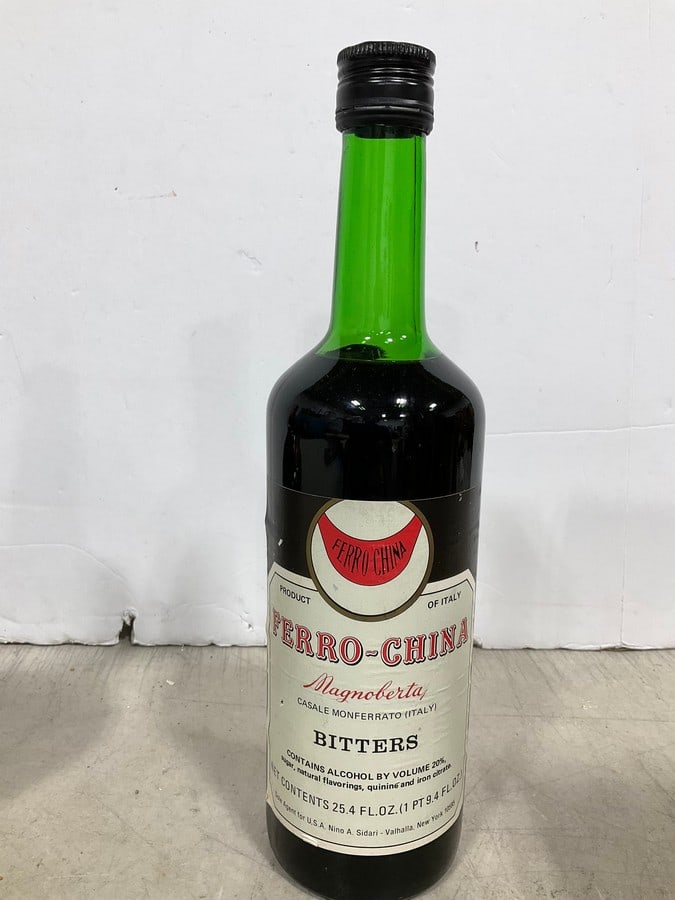 FERRO-CHINA
PRODUCT OF ITALY
FERRO-CHINA
Magnoberta
CASALE MONFERRATO (ITALY)
BITTERS
CONTAINS ALCOHOL BY VOLUME 20%,
sugar, natural flavorings, quinine and iron citrate.
NET CONTENTS 25.4 FL.OZ.(1 PT 9.4 FL.OZ.)
Sole Agent for U.S.A. Nino A. Sidari - Valhalla, New York 10595